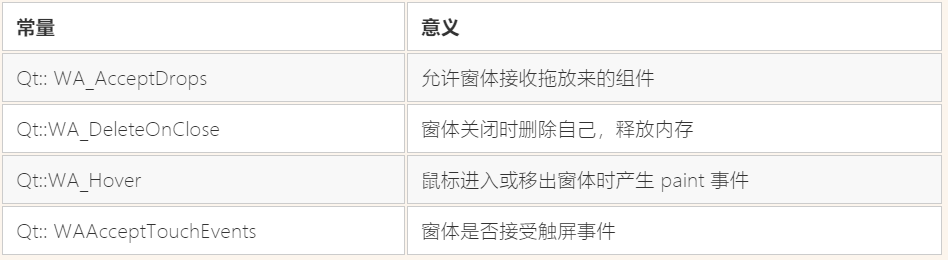 常量 意义
Qt:: WA_AcceptDrops 允许窗体接收拖放来的组件
Qt::WA_DeleteOnClose 窗体关闭时删除自己，释放内存
Qt::WA_Hover 鼠标进入或移出窗体时产生 paint 事件
Qt:: WAAcceptTouchEvents 窗体是否接受触屏事件